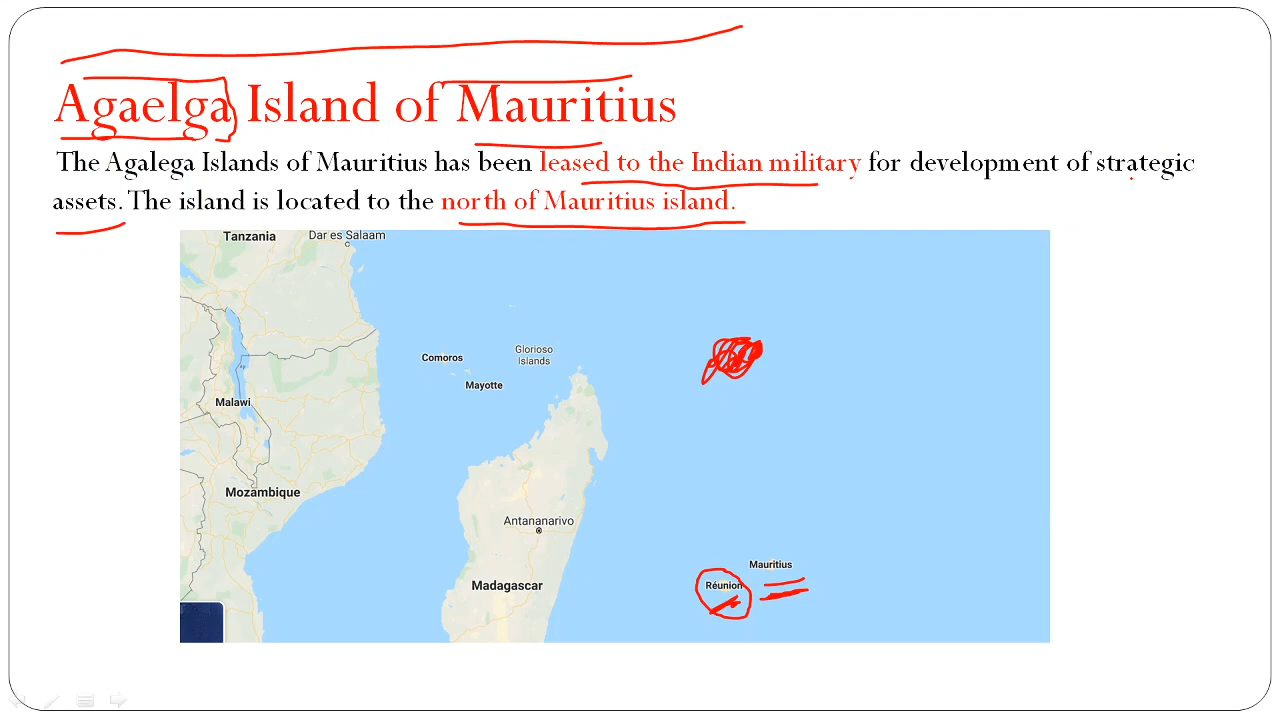 Agaelga Island of Mauritius
The Agalega Islands of Mauritius has been leased to the Indian military for development of strategic
assets. The island is located to the north of Mauritius island.
Tanzania
Dar es Salaam
Comoros
Glorioso
Islands
Mayotte
Malawi
Mozambique
Antananarivo
Madagascar
Mauritius
Réunion